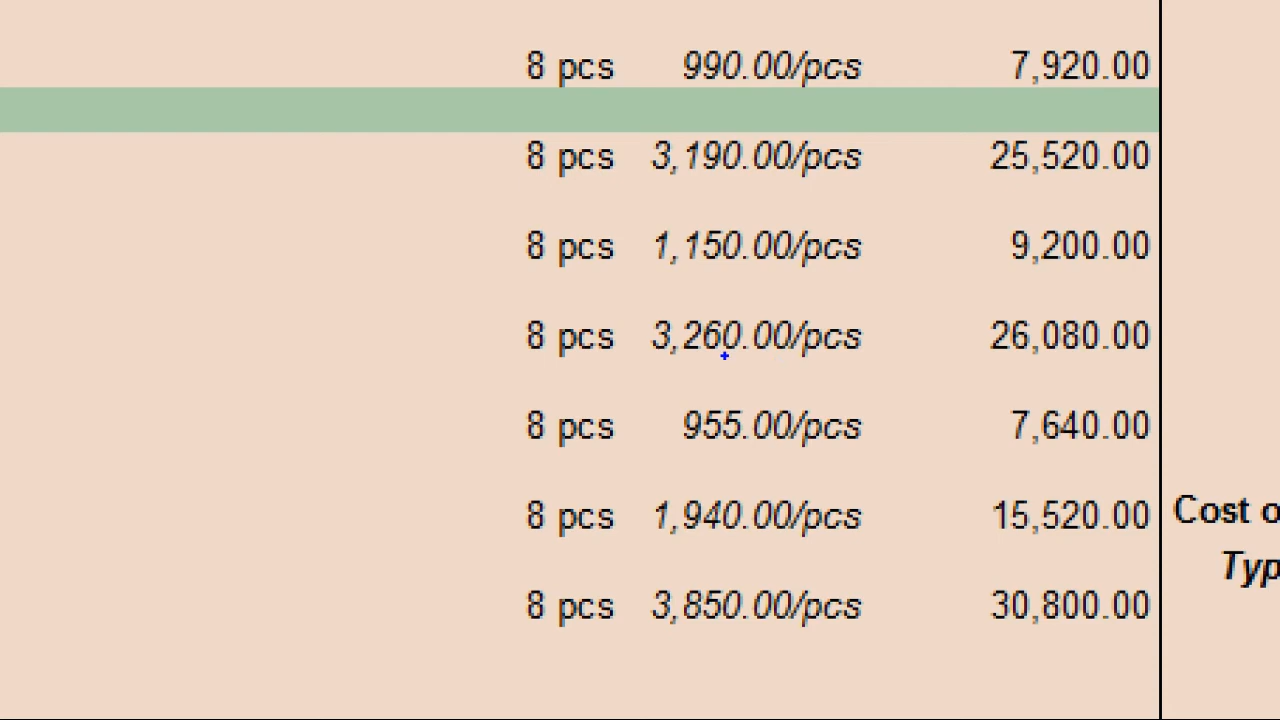 8 pcs 990.00/pcs 7,920.00
8 pcs 3,190.00/pcs 25,520.00
8 pcs 1,150.00/pcs 9,200.00
8 pcs 3,260.00/pcs 26,080.00
8 pcs 955.00/pcs 7,640.00
8 pcs 1,940.00/pcs 15,520.00 Cost o
Typ
8 pcs 3,850.00/pcs 30,800.00